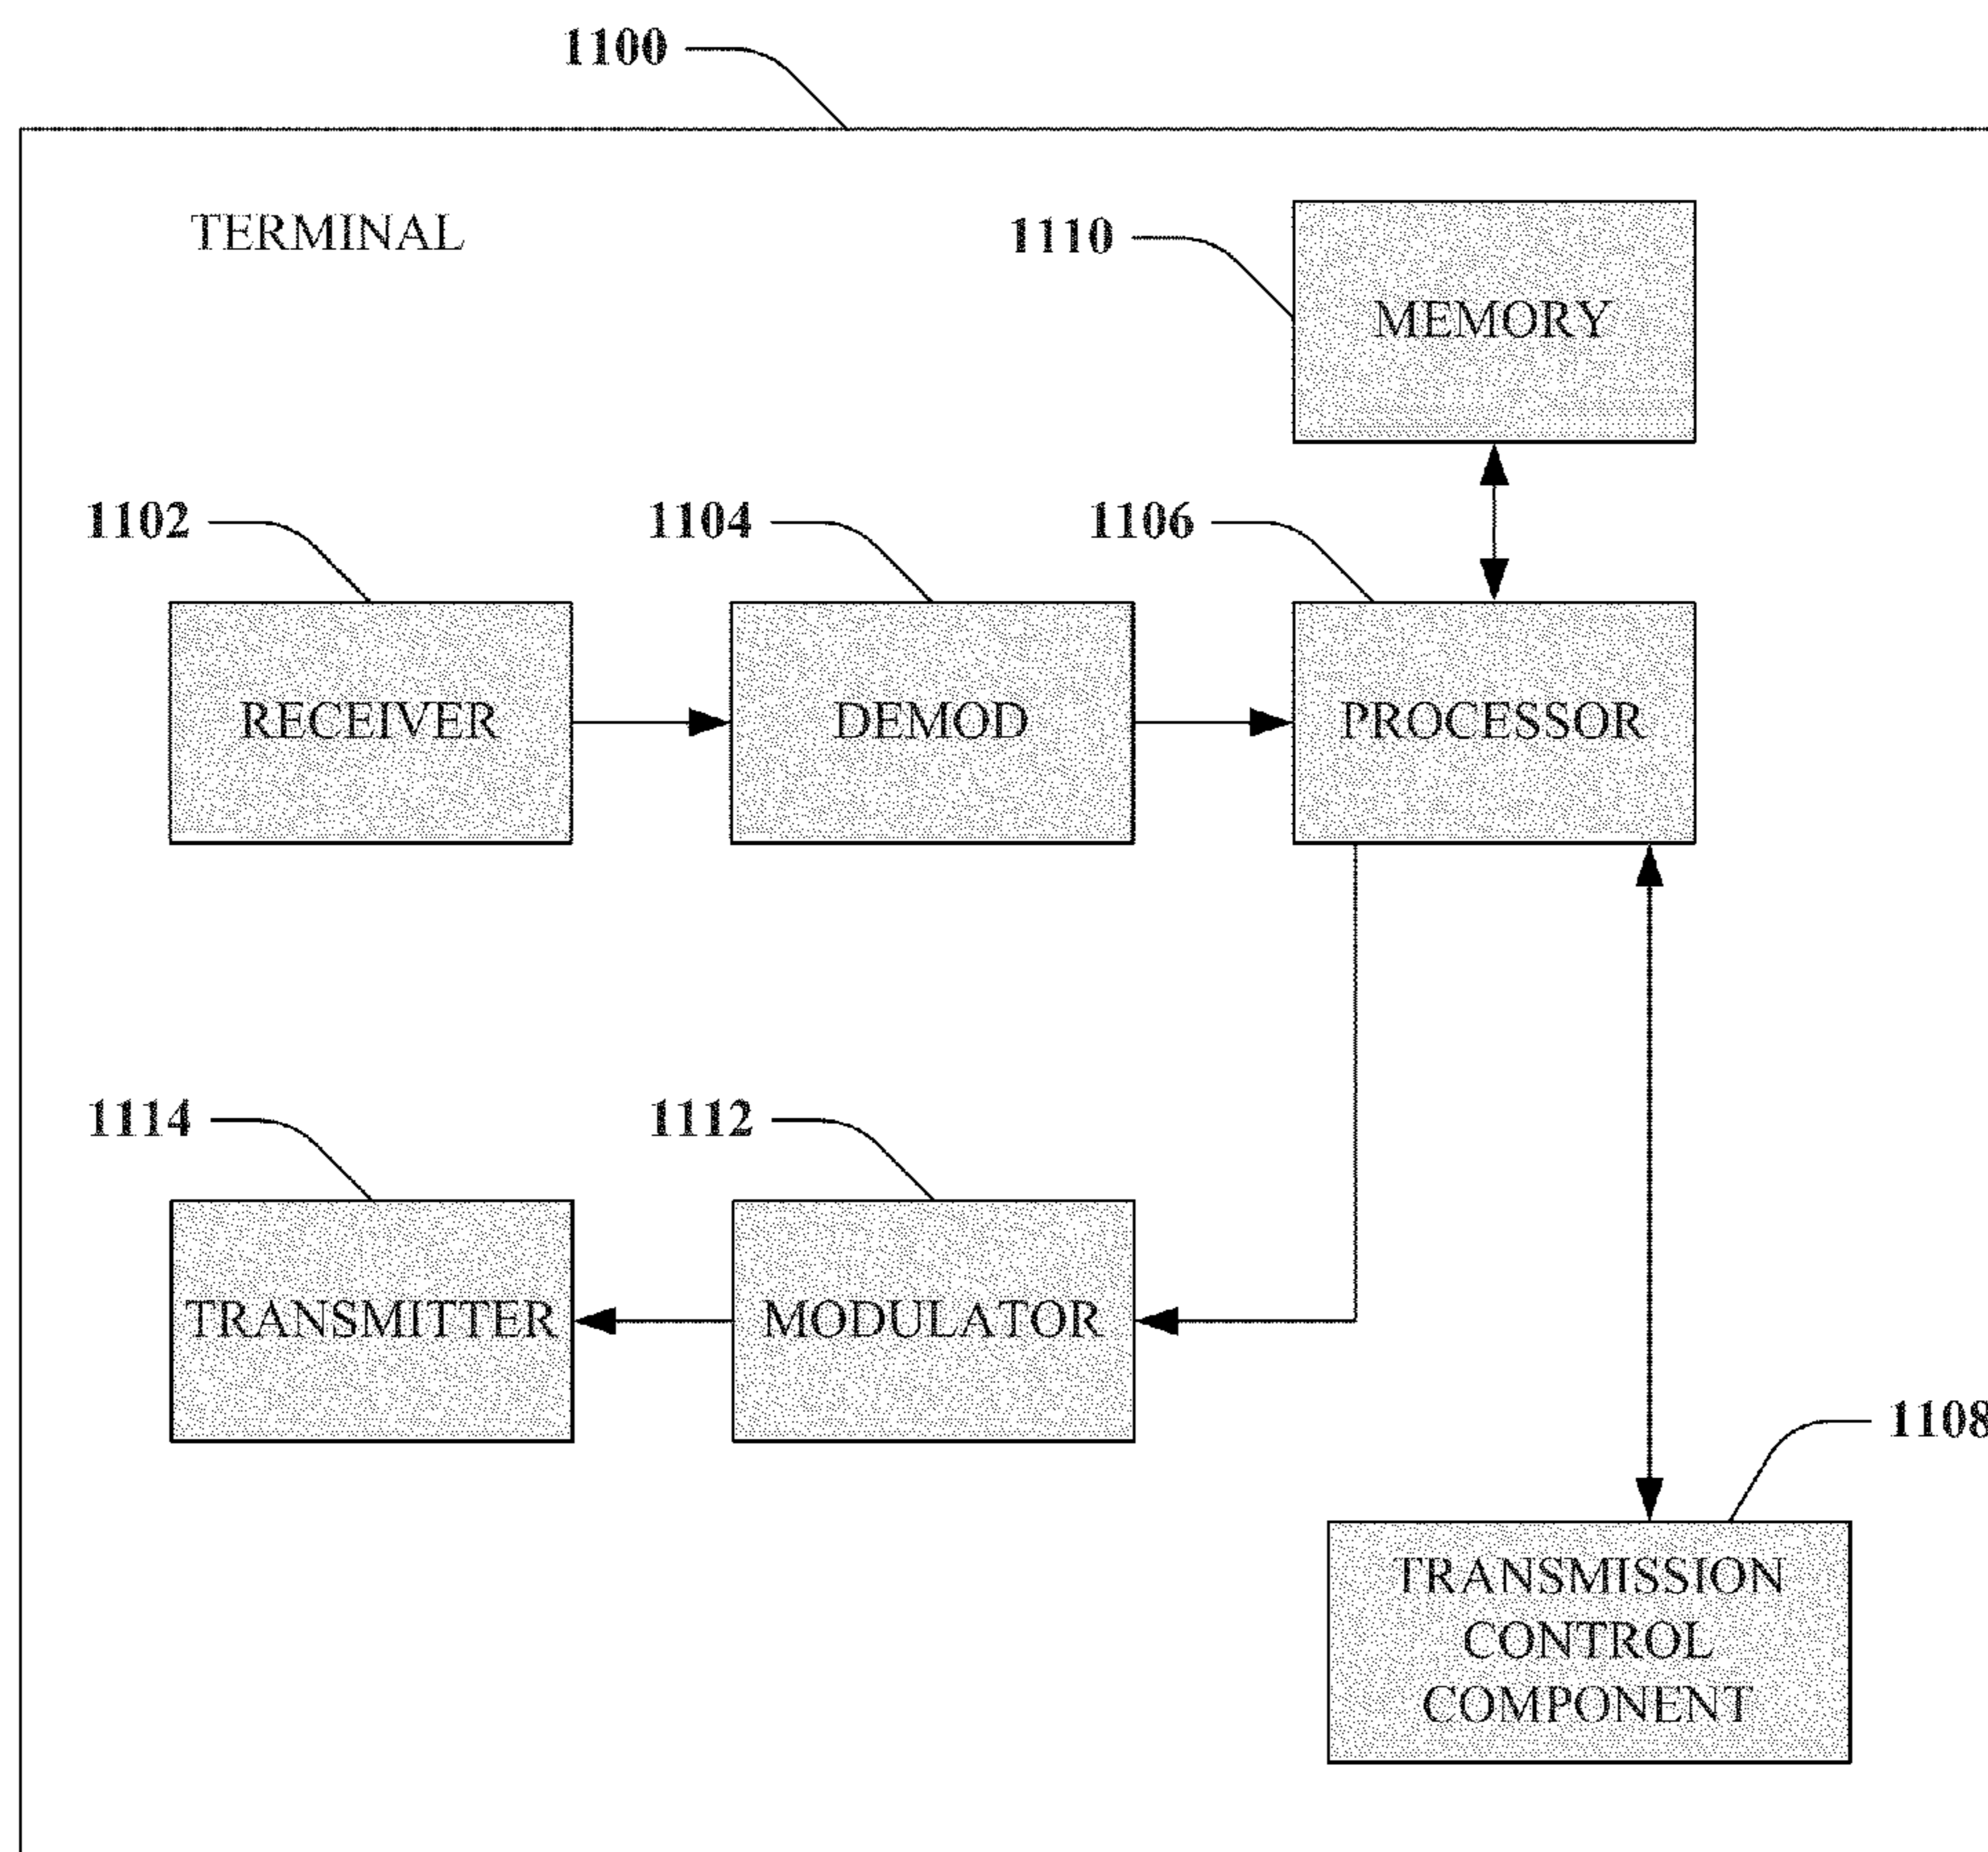 1100
TERMINAL
1110
MEMORY
1102
1104
1106
RECEIVER
DEMOD
PROCESSOR
1114
1112
TRANSMITTER
MODULATOR
1108
TRANSMISSION
CONTROL
COMPONENT